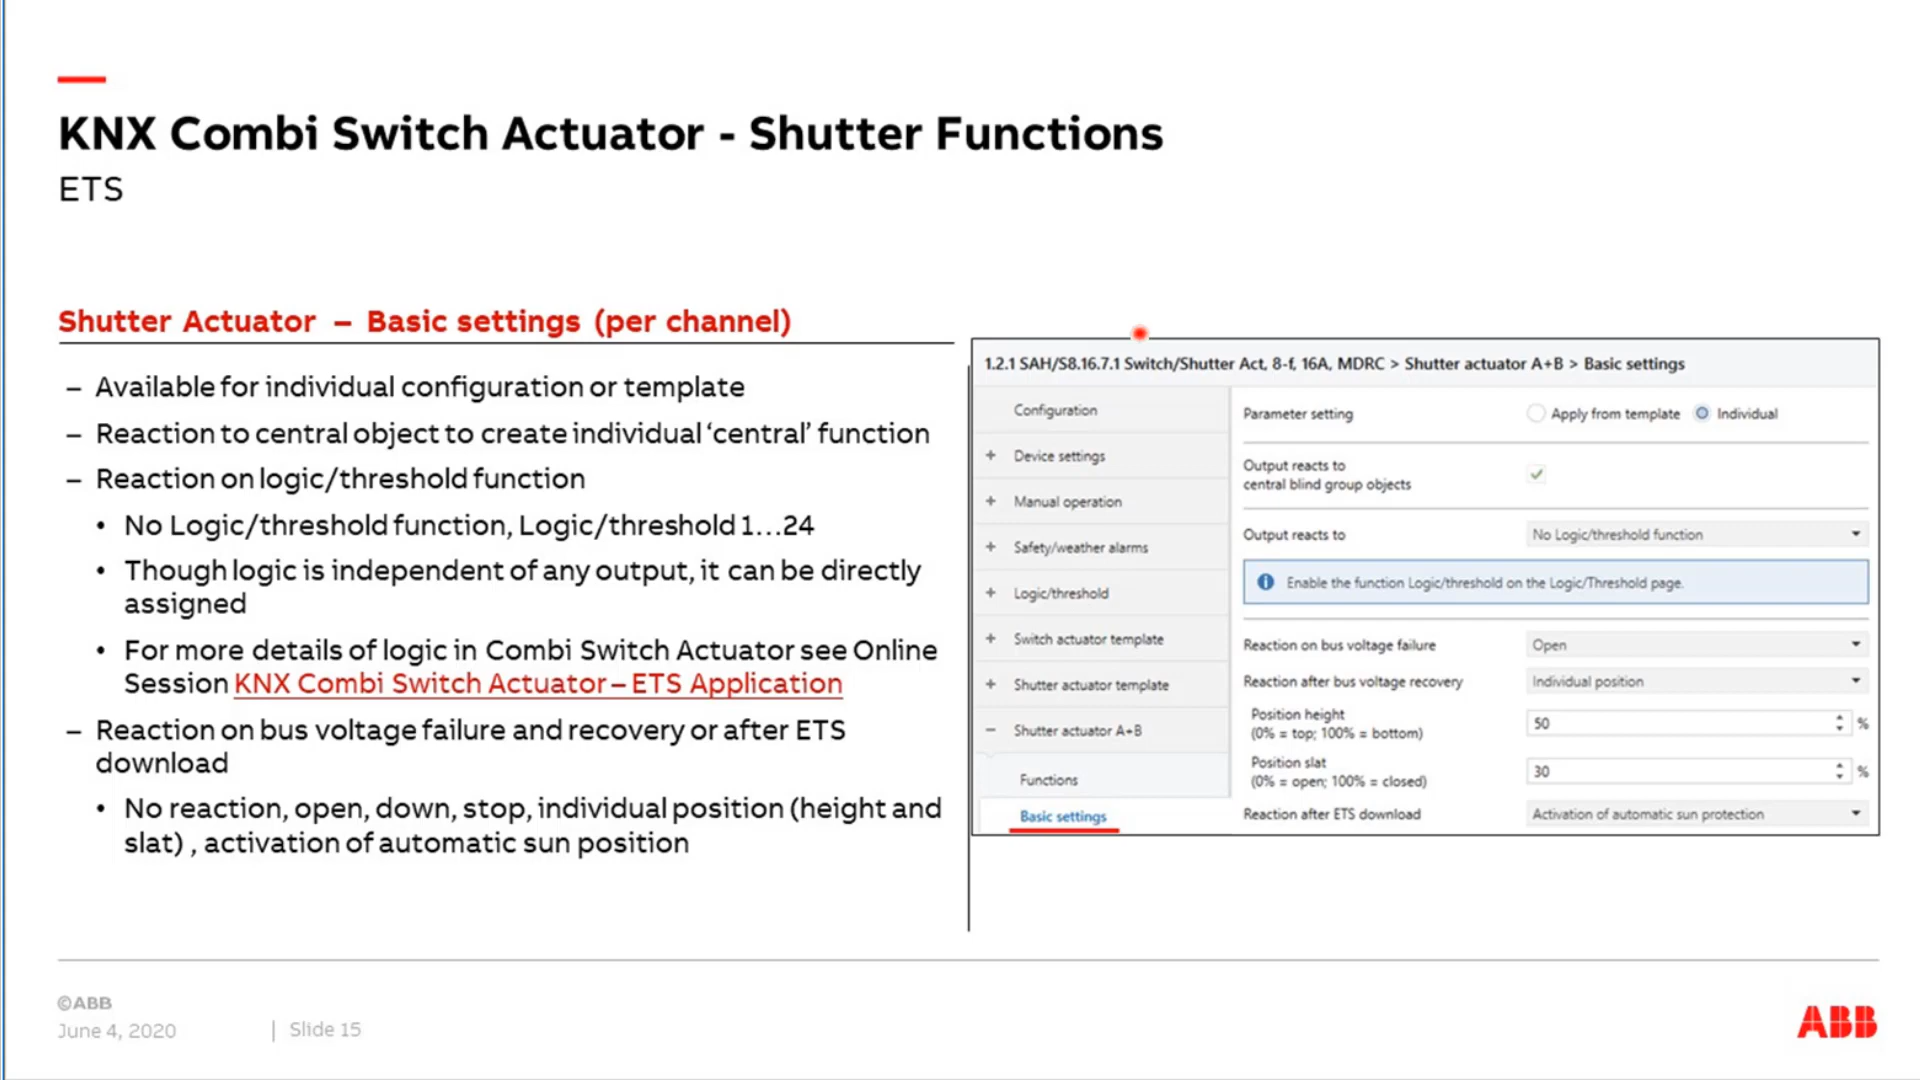 KNX Combi Switch Actuator - Shutter Functions
ETS
Shutter Actuator – Basic settings (per channel)
– Available for individual configuration or template
– Reaction to central object to create individual ‘central’ function
– Reaction on logic/threshold function
• No Logic/threshold function, Logic/threshold 1…24
• Though logic is independent of any output, it can be directly
assigned
• For more details of logic in Combi Switch Actuator see Online
Session KNX Combi Switch Actuator – ETS Application
– Reaction on bus voltage failure and recovery or after ETS
download
• No reaction, open, down, stop, individual position (height and
slat) , activation of automatic sun position
1.2.1 SAH/S8.16.7.1 Switch/Shutter Act, 8-f, 16A, MDRC > Shutter actuator A+B > Basic settings
Configuration
+ Device settings
+ Manual operation
+ Safety/weather alarms
+ Logic/threshold
+ Switch actuator template
+ Shutter actuator template
– Shutter actuator A+B
Functions
Basic settings
Parameter setting Apply from template Individual
Output reacts to
central blind group objects
Output reacts to No Logic/threshold function
Enable the function Logic/threshold on the Logic/Threshold page.
Reaction on bus voltage failure Open
Reaction after bus voltage recovery Individual position
Position height
(0% = top; 100% = bottom) 50 %
Position slat
(0% = open; 100% = closed) 30 %
Reaction after ETS download Activation of automatic sun protection
©ABB
June 4, 2020 | Slide 15
ABB